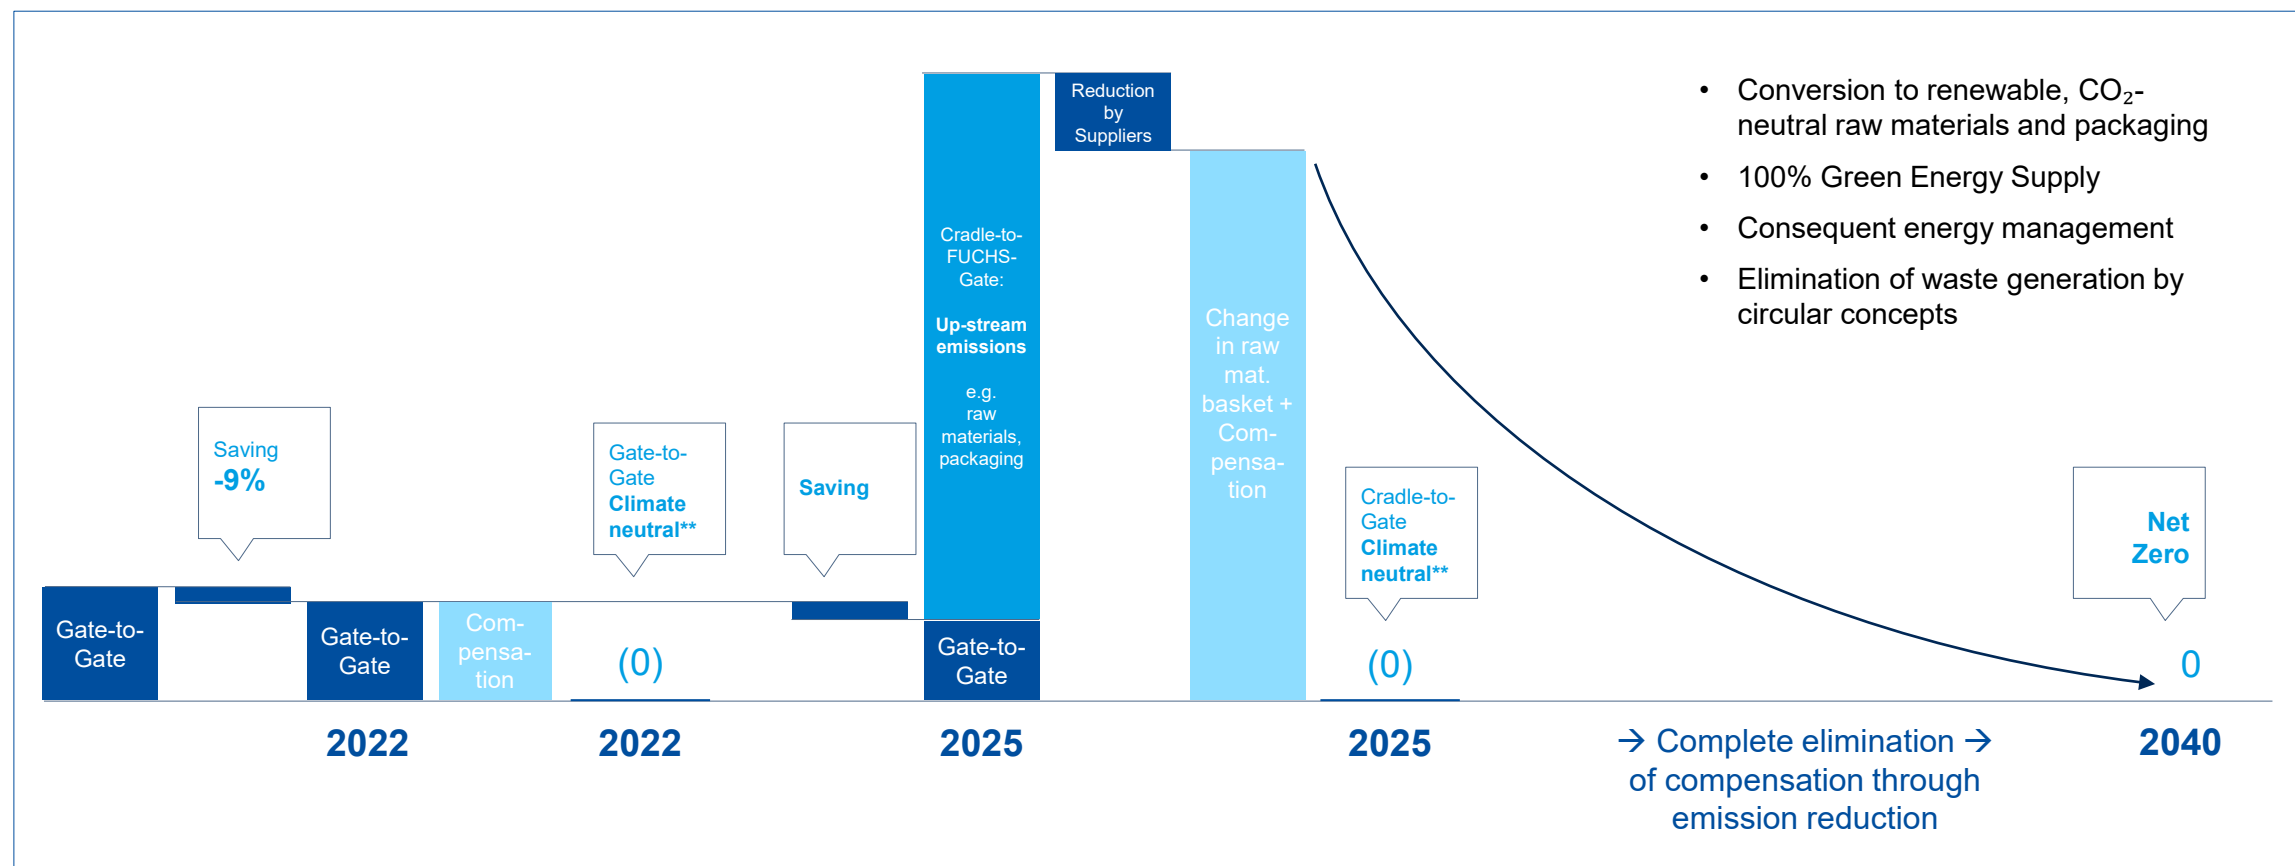 Saving
-9%
Gate-to-
Gate
Gate-to-
Gate
Com-
pensa-
tion
Gate-to-
Gate
Climate
neutral**
(0)
Saving
Cradle-to-
FUCHS-
Gate:
Up-stream
emissions
e.g.
raw
materials,
packaging
Gate-to-
Gate
Reduction
by
Suppliers
Change
in raw
mat.
basket +
Com-
pensa-
tion
Cradle-to-
Gate
Climate
neutral**
(0)
• Conversion to renewable, CO₂-
neutral raw materials and packaging
• 100% Green Energy Supply
• Consequent energy management
• Elimination of waste generation by
circular concepts
Net
Zero
0
2022
2022
2025
2025
→ Complete elimination →
of compensation through
emission reduction
2040